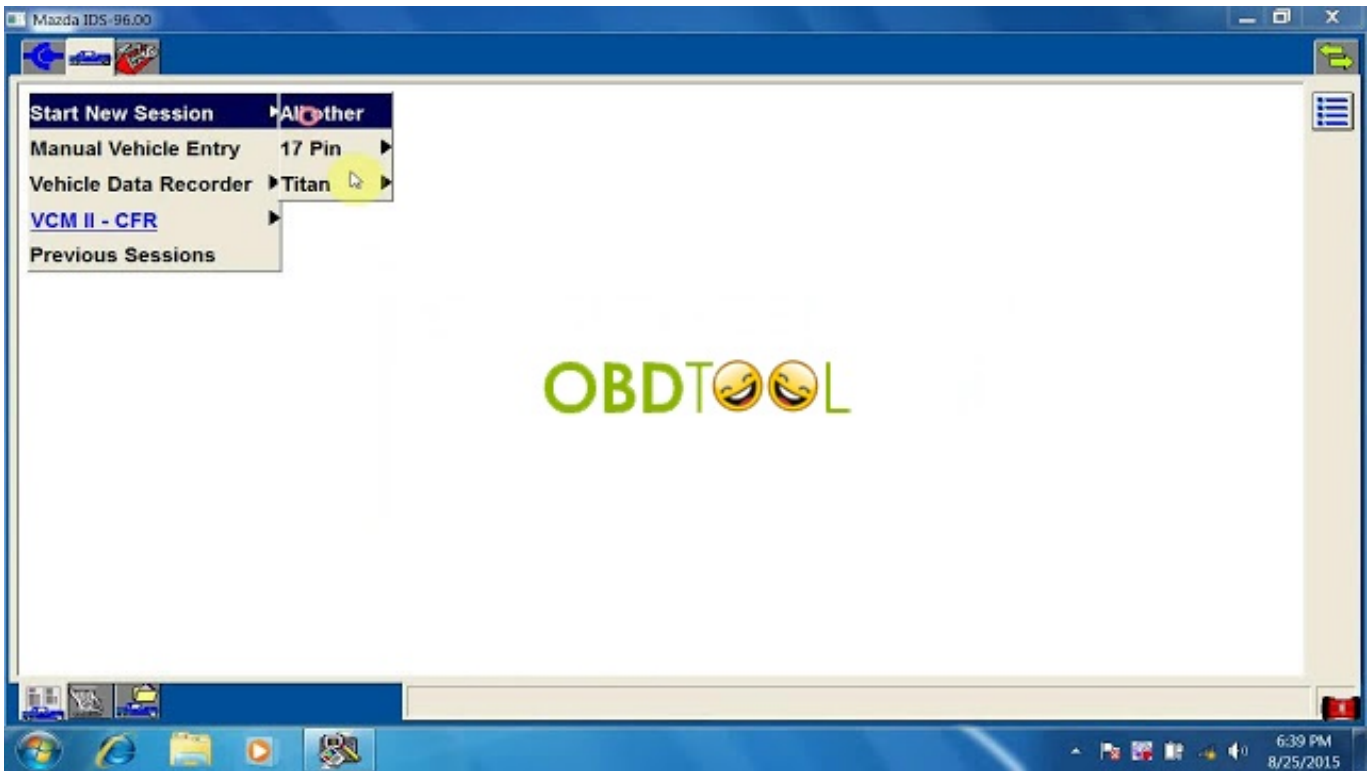 Mazda IDS-96.00
Start New Session
All other
Manual Vehicle Entry
17 Pin
Vehicle Data Recorder
Titan
VCM II - CFR
Previous Sessions
OBDTOOL
6:39 PM
8/25/2015